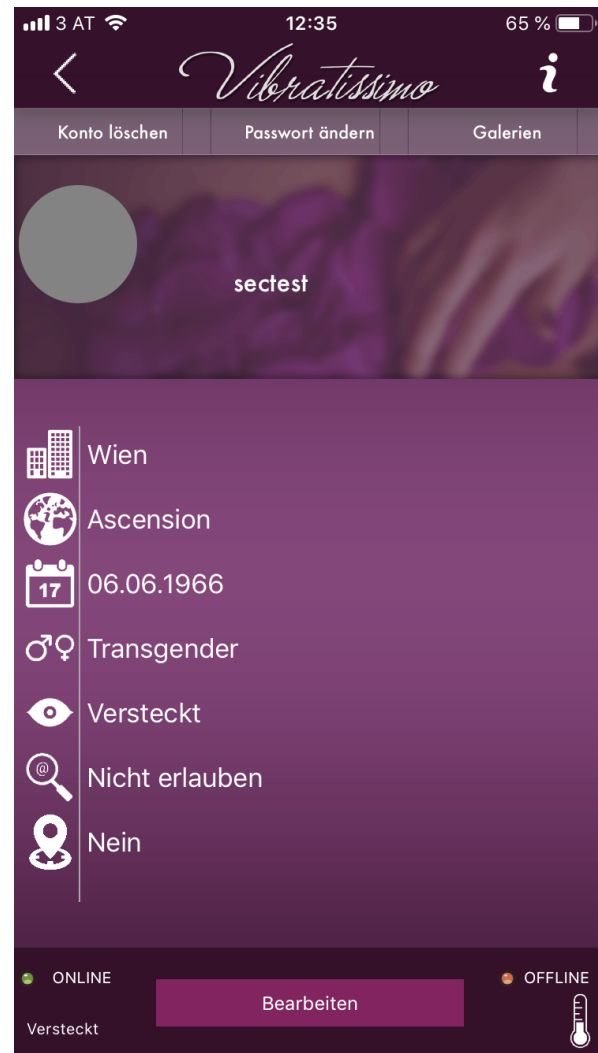 3 AT 12:35 65 %
Vibratissimo
Konto löschen Passwort ändern Galerien
sectest
Wien
Ascension
17 06.06.1966
Transgender
Versteckt
@ Nicht erlauben
Nein
ONLINE OFFLINE
Bearbeiten
Versteckt